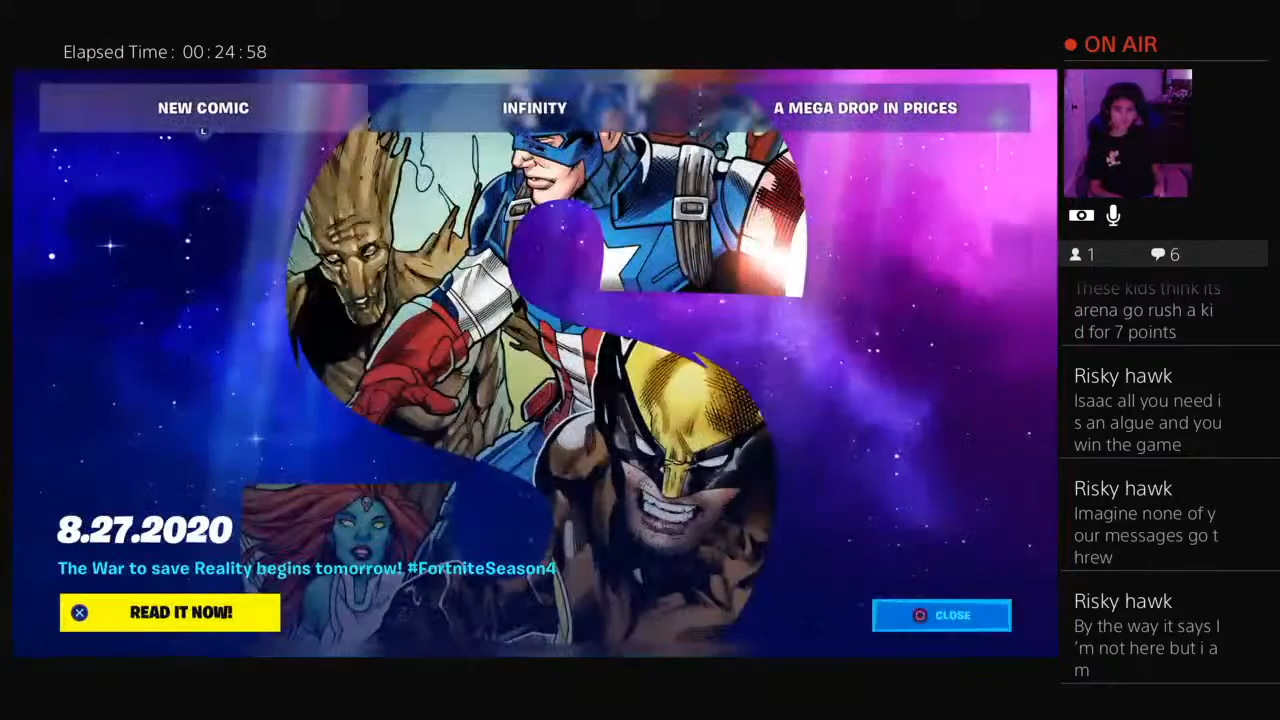 Elapsed Time: 00:24:58
ON AIR
NEW COMIC
INFINITY
A MEGA DROP IN PRICES
L
1
6
These kids think its
arena go rush a ki
d for 7 points
Risky hawk
Isaac all you need i
s an algue and you
win the game
Risky hawk
Imagine none of y
our messages go t
hrew
Risky hawk
By the way it says I
'm not here but i a
m
8.27.2020
The War to save Reality begins tomorrow! #FortniteSeason4
READ IT NOW!
CLOSE